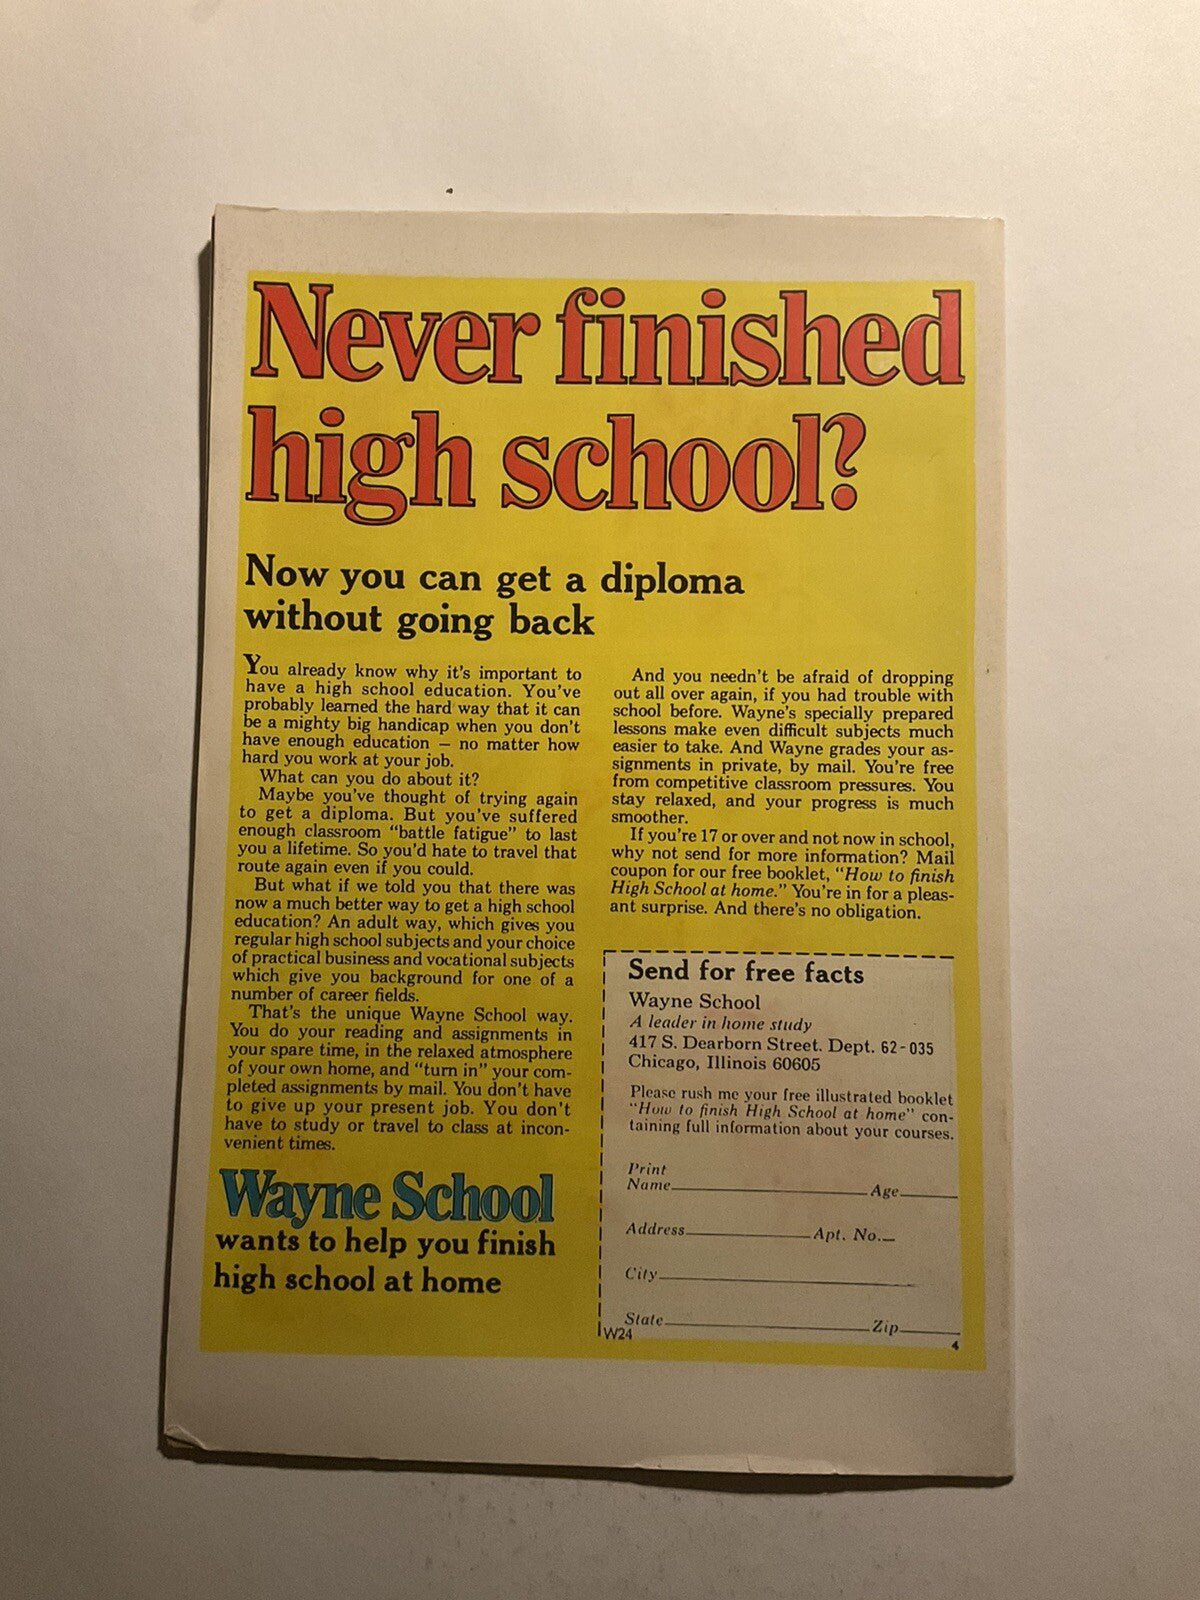 Never finished
high school?
Now you can get a diploma
without going back
You already know why it's important to
have a high school education. You've
probably learned the hard way that it can
be a mighty big handicap when you don't
have enough education — no matter how
hard you work at your job.
What can you do about it?
Maybe you've thought of trying again
to get a diploma. But you've suffered
enough classroom "battle fatigue" to last
you a lifetime. So you'd hate to travel that
route again even if you could.
But what if we told you that there was
now a much better way to get a high school
education? An adult way, which gives you
regular high school subjects and your choice
of practical business and vocational subjects
which give you background for one of a
number of career fields.
That's the unique Wayne School way.
You do your reading and assignments in
your spare time, in the relaxed atmosphere
of your own home, and "turn in" your com-
pleted assignments by mail. You don't have
to give up your present job. You don't
have to study or travel to class at incon-
venient times.
Wayne School
wants to help you finish
high school at home
And you needn't be afraid of dropping
out all over again, if you had trouble with
school before. Wayne's specially prepared
lessons make even difficult subjects much
easier to take. And Wayne grades your as-
signments in private, by mail. You're free
from competitive classroom pressures. You
stay relaxed, and your progress is much
smoother.
If you're 17 or over and not now in school,
why not send for more information? Mail
coupon for our free booklet, "How to finish
High School at home." You're in for a pleas-
ant surprise. And there's no obligation.
Send for free facts
Wayne School
A leader in home study
417 S. Dearborn Street. Dept. 62-035
Chicago, Illinois 60605
Please rush me your free illustrated booklet
"How to finish High School at home" con-
taining full information about your courses.
Print
Name Age
Address Apt. No.
City
State Zip
W24 4